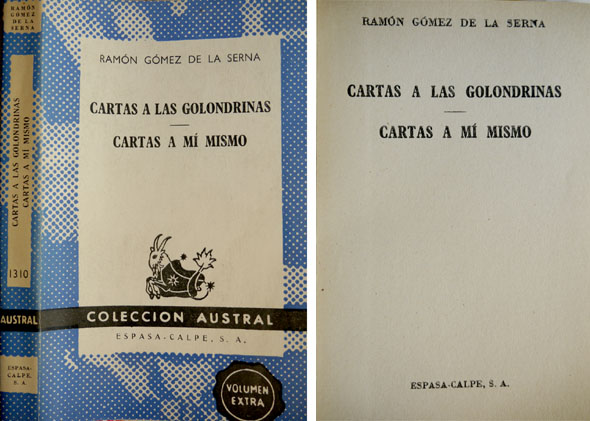 RAMÓN
GÓMEZ
DE LA
SERNA
CARTAS A LAS GOLONDRINAS
CARTAS A MÍ MISMO
1310
AUSTRAL
ESPASA-
CALPE,
S. A.
RAMÓN GÓMEZ DE LA SERNA
CARTAS A LAS GOLONDRINAS
CARTAS A MÍ MISMO
COLECCION AUSTRAL
ESPASA-CALPE, S. A.
VOLUMEN
EXTRA
RAMÓN GÓMEZ DE LA SERNA
CARTAS A LAS GOLONDRINAS
CARTAS A MÍ MISMO
ESPASA-CALPE, S. A.